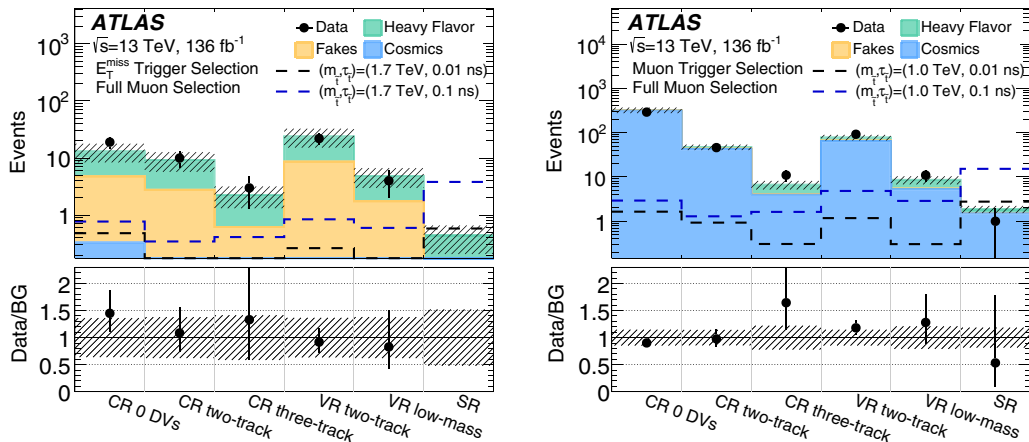 ATLAS
√s=13 TeV, 136 fb⁻¹
E_T^miss Trigger Selection
Full Muon Selection
Data
Heavy Flavor
Fakes
Cosmics
(m_t̃,τ_t̃)=(1.7 TeV, 0.01 ns)
(m_t̃,τ_t̃)=(1.7 TeV, 0.1 ns)
Events
10³
10²
10
1
Data/BG
2
1.5
1
0.5
0
CR 0 DVs
CR two-track
CR three-track
VR two-track
VR low-mass
SR
ATLAS
√s=13 TeV, 136 fb⁻¹
Muon Trigger Selection
Full Muon Selection
Data
Heavy Flavor
Fakes
Cosmics
(m_t̃,τ_t̃)=(1.0 TeV, 0.01 ns)
(m_t̃,τ_t̃)=(1.0 TeV, 0.1 ns)
Events
10⁴
10³
10²
10
1
Data/BG
2
1.5
1
0.5
0
CR 0 DVs
CR two-track
CR three-track
VR two-track
VR low-mass
SR